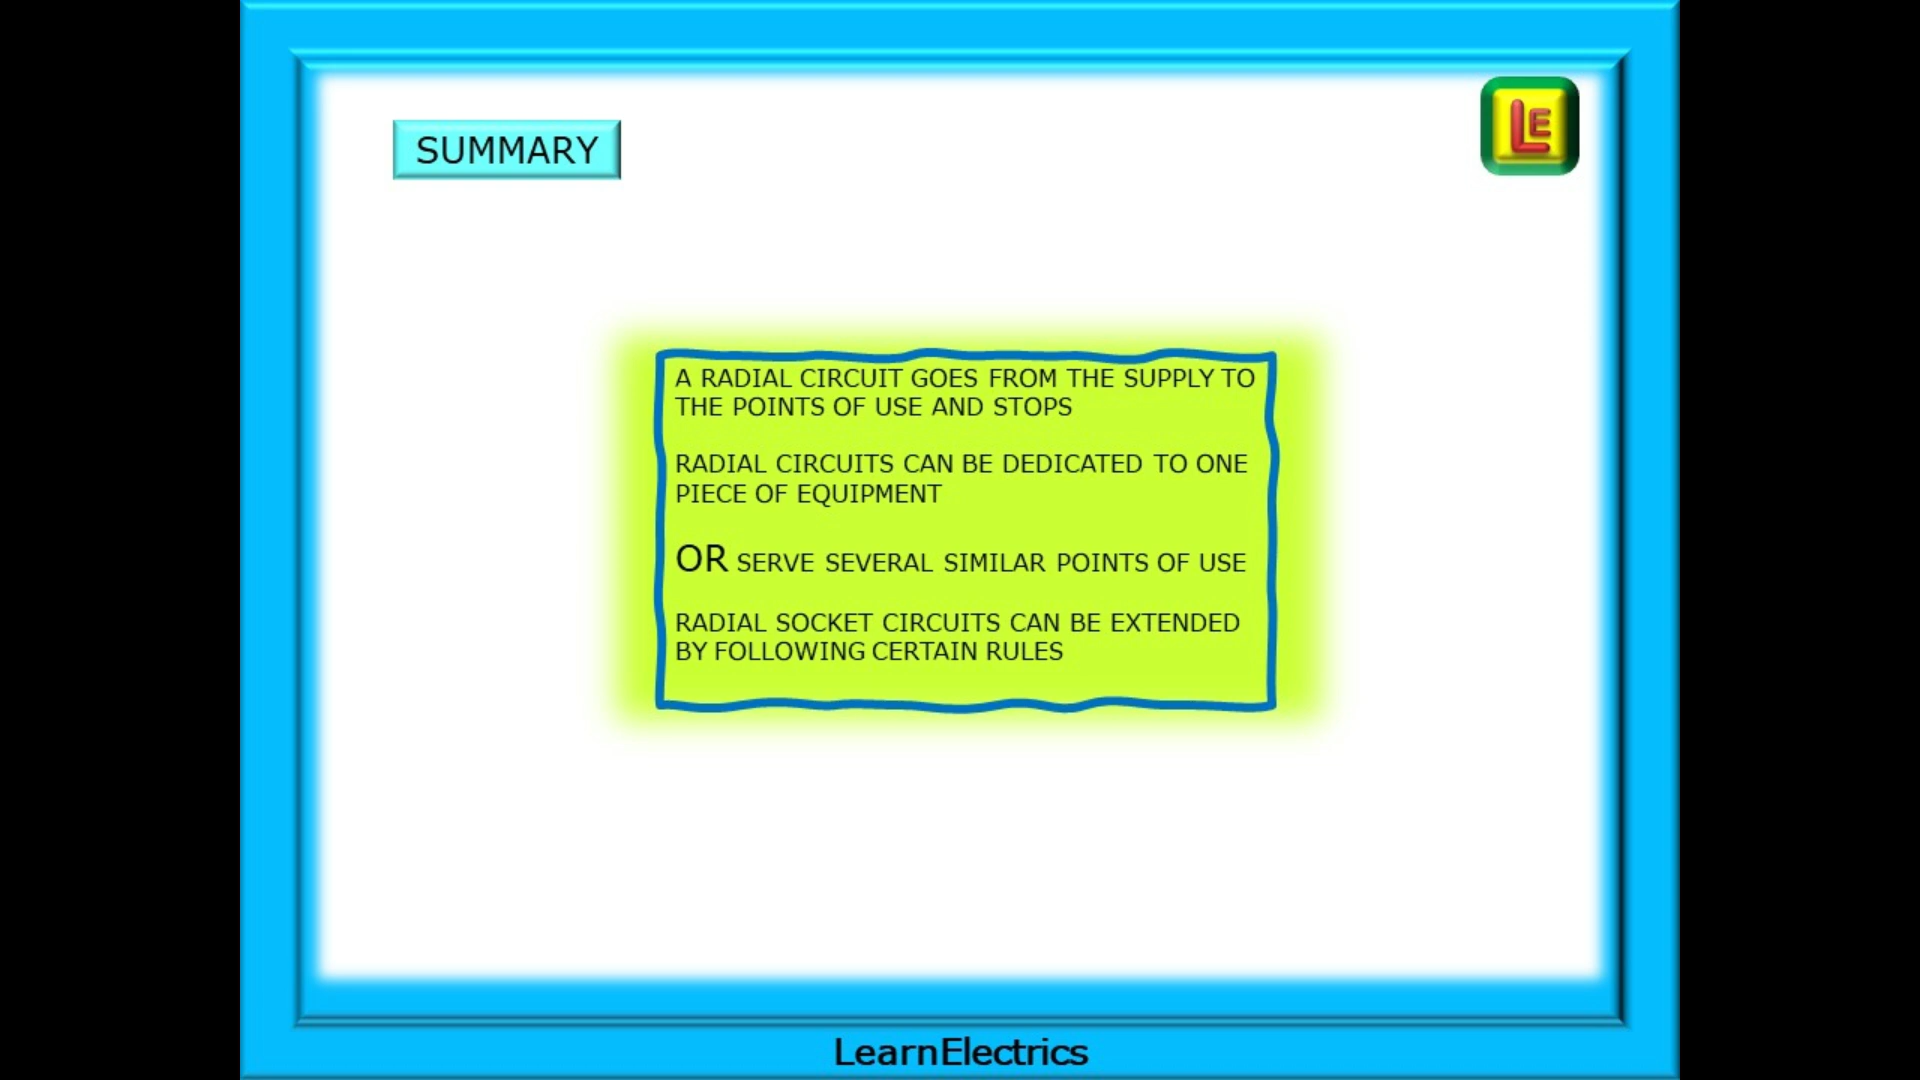 SUMMARY
LE
A RADIAL CIRCUIT GOES FROM THE SUPPLY TO
THE POINTS OF USE AND STOPS
RADIAL CIRCUITS CAN BE DEDICATED TO ONE
PIECE OF EQUIPMENT
OR SERVE SEVERAL SIMILAR POINTS OF USE
RADIAL SOCKET CIRCUITS CAN BE EXTENDED
BY FOLLOWING CERTAIN RULES
LearnElectrics